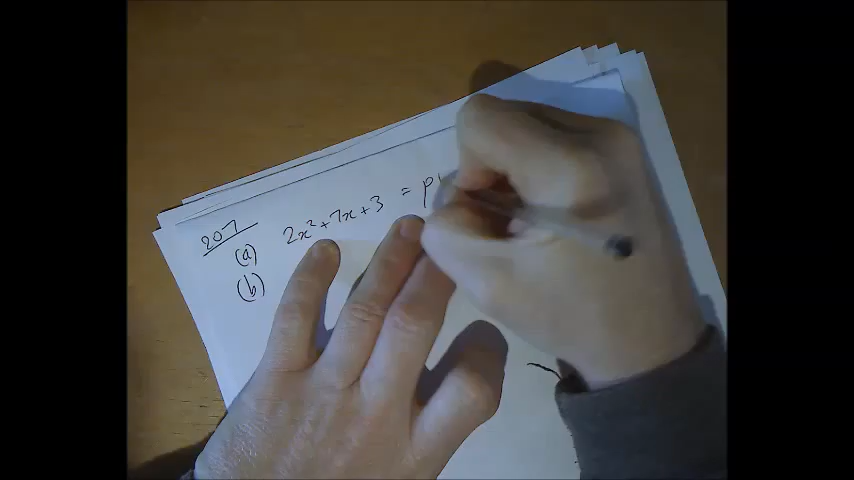 207
(a) 2x² + 7x + 3 = p(
(b)